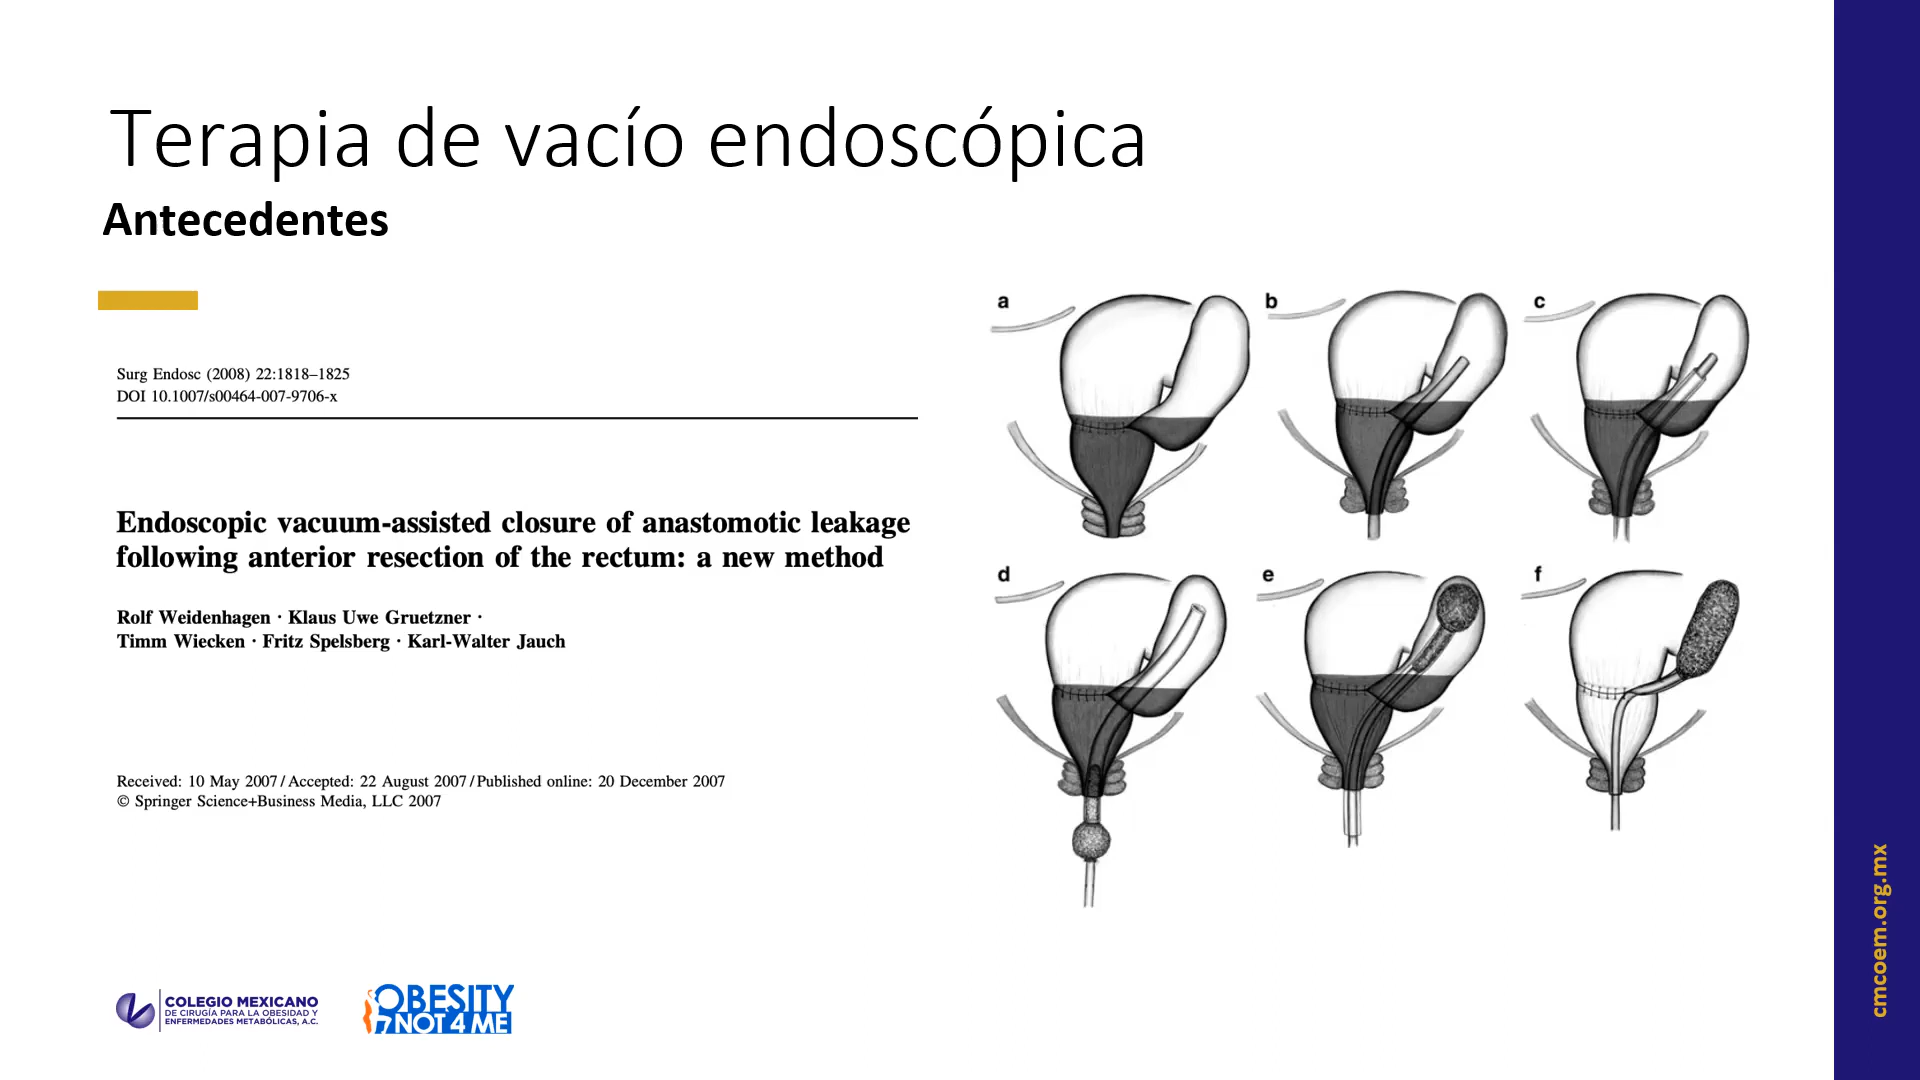 Terapia de vacío endoscópica
Antecedentes
Surg Endosc (2008) 22:1818–1825
DOI 10.1007/s00464-007-9706-x
Endoscopic vacuum-assisted closure of anastomotic leakage
following anterior resection of the rectum: a new method
Rolf Weidenhagen · Klaus Uwe Gruetzner ·
Timm Wiecken · Fritz Spelsberg · Karl-Walter Jauch
Received: 10 May 2007 / Accepted: 22 August 2007 / Published online: 20 December 2007
© Springer Science+Business Media, LLC 2007
a
b
c
d
e
f
COLEGIO MEXICANO
DE CIRUGÍA PARA LA OBESIDAD Y
ENFERMEDADES METABÓLICAS, A.C.
OBESITY
NOT 4 ME
cmcoem.org.mx